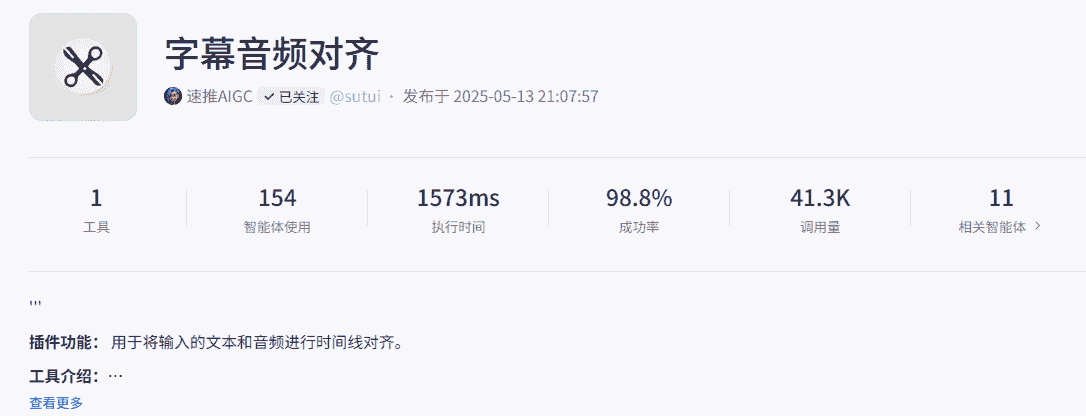 字幕音频对齐
速推AIGC ✓ 已关注 @sutui · 发布于 2025-05-13 21:07:57
1 154 1573ms 98.8% 41.3K 11
工具 智能体使用 执行时间 成功率 调用量 相关智能体 >
'''
插件功能： 用于将输入的文本和音频进行时间线对齐。
工具介绍：…
查看更多